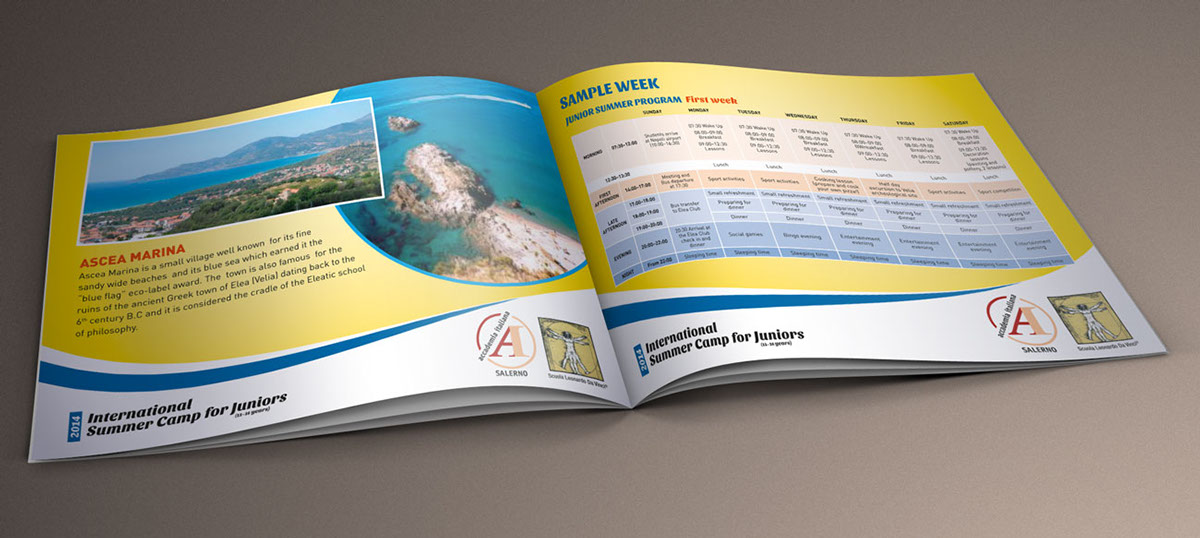 ASCEA MARINA
Ascea Marina is a small village well known for its fine
sandy wide beaches and its blue sea which earned it the
"blue flag" eco-label award. The town is also famous for the
ruins of the ancient Greek town of Elea (Velia) dating back to the
6th century B.C and it is considered the cradle of the Eleatic school
of philosophy.
accademia italiana
A
SALERNO
Scuola Leonardo Da Vinci
2014
International
Summer Camp for Juniors
(14-16 years)
SAMPLE WEEK
JUNIOR SUMMER PROGRAM First week
SUNDAY MONDAY TUESDAY WEDNESDAY THURSDAY FRIDAY SATURDAY
MORNING
07:30-13:00
Students arrive
at Napoli airport
(10:00-16:30)
07:30 Wake Up
08:00-09:00
Breakfast
09:00-12:30
Lessons
07:30 Wake Up
08:00-09:00
Breakfast
09:00-12:30
Lessons
07:30 Wake Up
08:00-09:00
Breakfast
09:00-12:30
Lessons
07:30 Wake Up
08:00-09:00
09:00-12:30
Lessons
07:30 Wake Up
08:00-09:00
Breakfast
09:00-12:30
Lessons
07:30 Wake Up
08:00-09:00
Breakfast
09:00-12:30
Decoration
lessons
(painting and
pottery, 2 lessons)
12:30-13:30 Lunch Lunch Lunch Lunch Lunch Lunch
FIRST
AFTERNOON
14:00-17:00
Meeting and
Bus departure
at 17:30
Sport activities
Sport activities
Cooking lesson
(prepare and cook
your own pizza!)
Half day
excursion to Velia
archeological site
Sport activities
Sport competition
LATE
AFTERNOON
17:00-18:00
Small refreshment Small refreshment Small refreshment Small refreshment Small refreshment Small refreshment
18:00-19:00
Bus transfer
to Elea Club
Preparing for
dinner
Preparing for
dinner
Preparing for
dinner
Preparing for
dinner
Preparing for
dinner
Preparing for
dinner
19:00-20:00 Dinner Dinner Dinner Dinner Dinner Dinner
EVENING
20:00-22:00
20:30 Arrival at
the Elea Club
check in and
dinner
Social games
Bingo evening
Entertainment
evening
Entertainment
evening
Entertainment
evening
Entertainment
evening
NIGHT From 22:00 Sleeping time Sleeping time Sleeping time Sleeping time Sleeping time Sleeping time Sleeping time
2014
International
Summer Camp for Juniors
(14-16 years)
accademia italiana
A
SALERNO
Scuola Leonardo Da Vinci